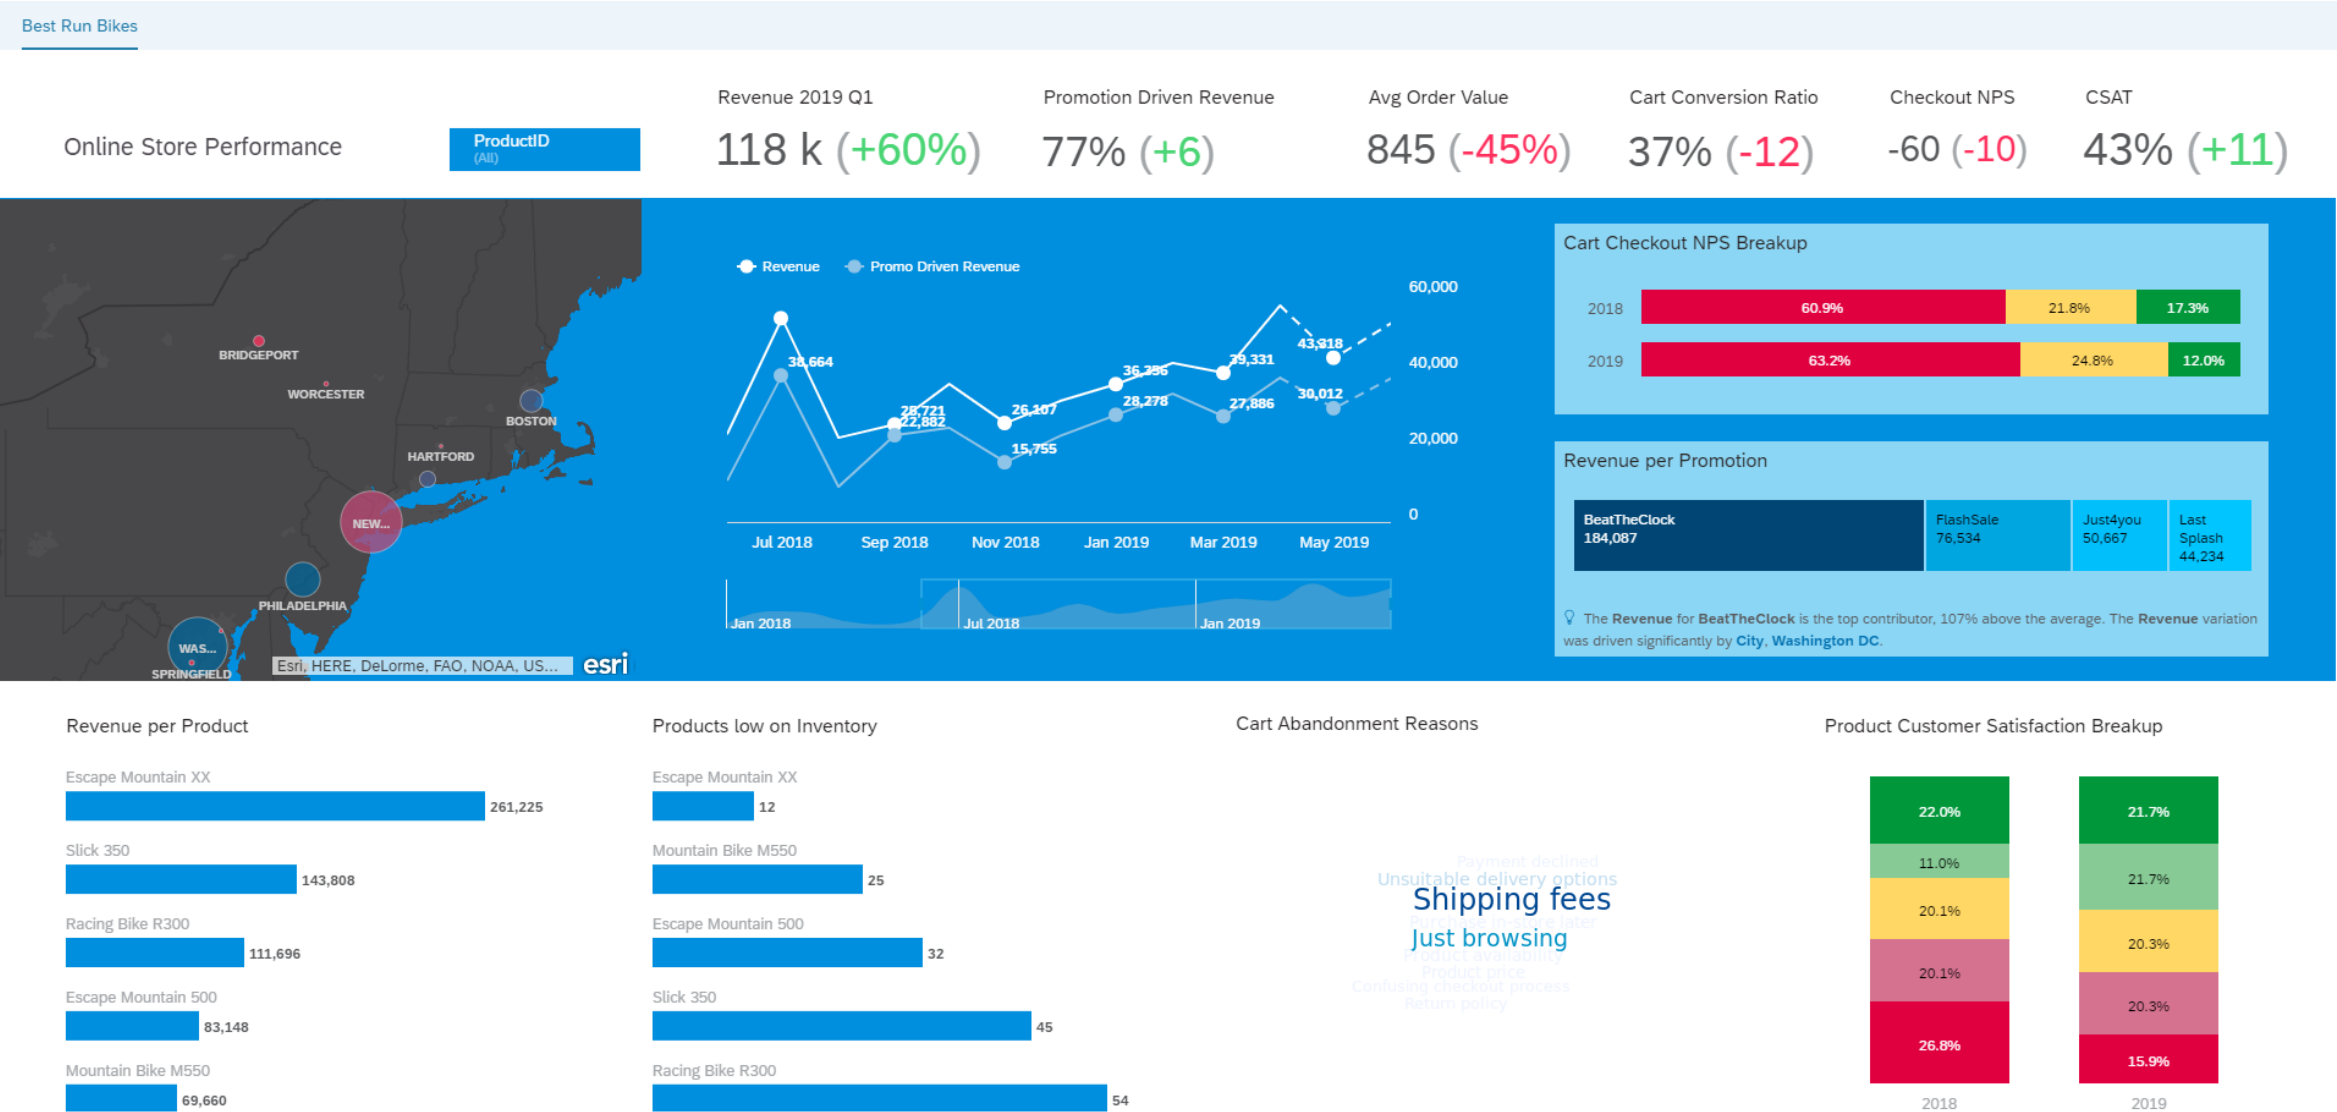 Best Run Bikes
Online Store Performance
ProductID
(All)
Revenue 2019 Q1
118 k (+60%)
Promotion Driven Revenue
77% (+6)
Avg Order Value
845 (-45%)
Cart Conversion Ratio
37% (-12)
Checkout NPS
-60 (-10)
CSAT
43% (+11)
BRIDGEPORT
WORCESTER
BOSTON
HARTFORD
NEW...
PHILADELPHIA
WAS...
SPRINGFIELD
Esri, HERE, DeLorme, FAO, NOAA, US...
esri
Revenue
Promo Driven Revenue
60,000
40,000
20,000
0
38,664
25,721
22,882
26,107
15,755
36,356
28,278
39,331
27,886
43,318
30,012
Jul 2018
Sep 2018
Nov 2018
Jan 2019
Mar 2019
May 2019
Jan 2018
Jul 2018
Jan 2019
Cart Checkout NPS Breakup
2018
60.9%
21.8%
17.3%
2019
63.2%
24.8%
12.0%
Revenue per Promotion
BeatTheClock
184,087
FlashSale
76,534
Just4you
50,667
Last
Splash
44,234
The Revenue for BeatTheClock is the top contributor, 107% above the average. The Revenue variation
was driven significantly by City, Washington DC.
Revenue per Product
Escape Mountain XX
261,225
Slick 350
143,808
Racing Bike R300
111,696
Escape Mountain 500
83,148
Mountain Bike M550
69,660
Products low on Inventory
Escape Mountain XX
12
Mountain Bike M550
25
Escape Mountain 500
32
Slick 350
45
Racing Bike R300
54
Cart Abandonment Reasons
Payment declined
Unsuitable delivery options
Shipping fees
Purchase in-store later
Just browsing
Product availability
Product price
Confusing checkout process
Return policy
Product Customer Satisfaction Breakup
22.0%
11.0%
20.1%
20.1%
26.8%
2018
21.7%
21.7%
20.3%
20.3%
15.9%
2019